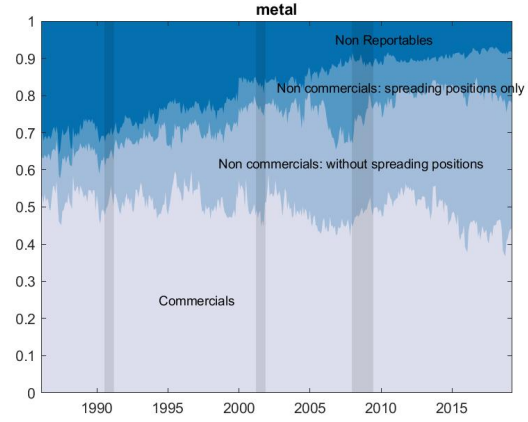 metal
1
0.9
0.8
0.7
0.6
0.5
0.4
0.3
0.2
0.1
0
Non Reportables
Non commercials: spreading positions only
Non commercials: without spreading positions
Commercials
1990 1995 2000 2005 2010 2015